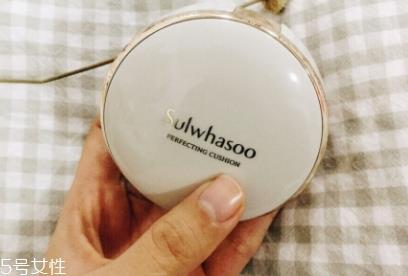 Sulwhasoo
PERFECTING CUSHION
5号女性